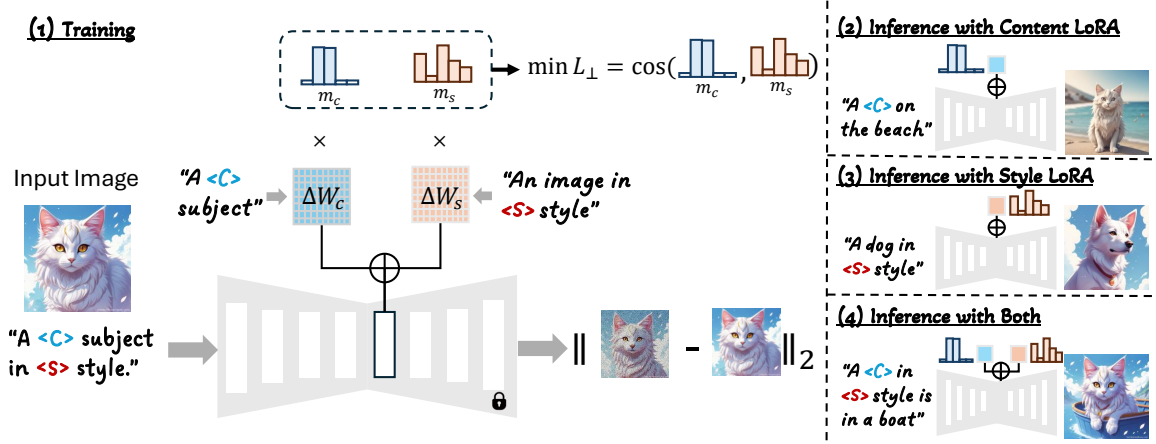 (1) Training
m_c
m_s
min L_⊥ = cos( , )
m_c
m_s
×
×
Input Image
“A <C>
subject”
ΔW_c
ΔW_s
“An image in
<S> style”
“A <C> subject
in <S> style.”
|| - ||_2
(2) Inference with Content LoRA
“A <C> on
the beach”
(3) Inference with Style LoRA
“A dog in
<S> style”
(4) Inference with Both
“A <C> in
<S> style is
in a boat”